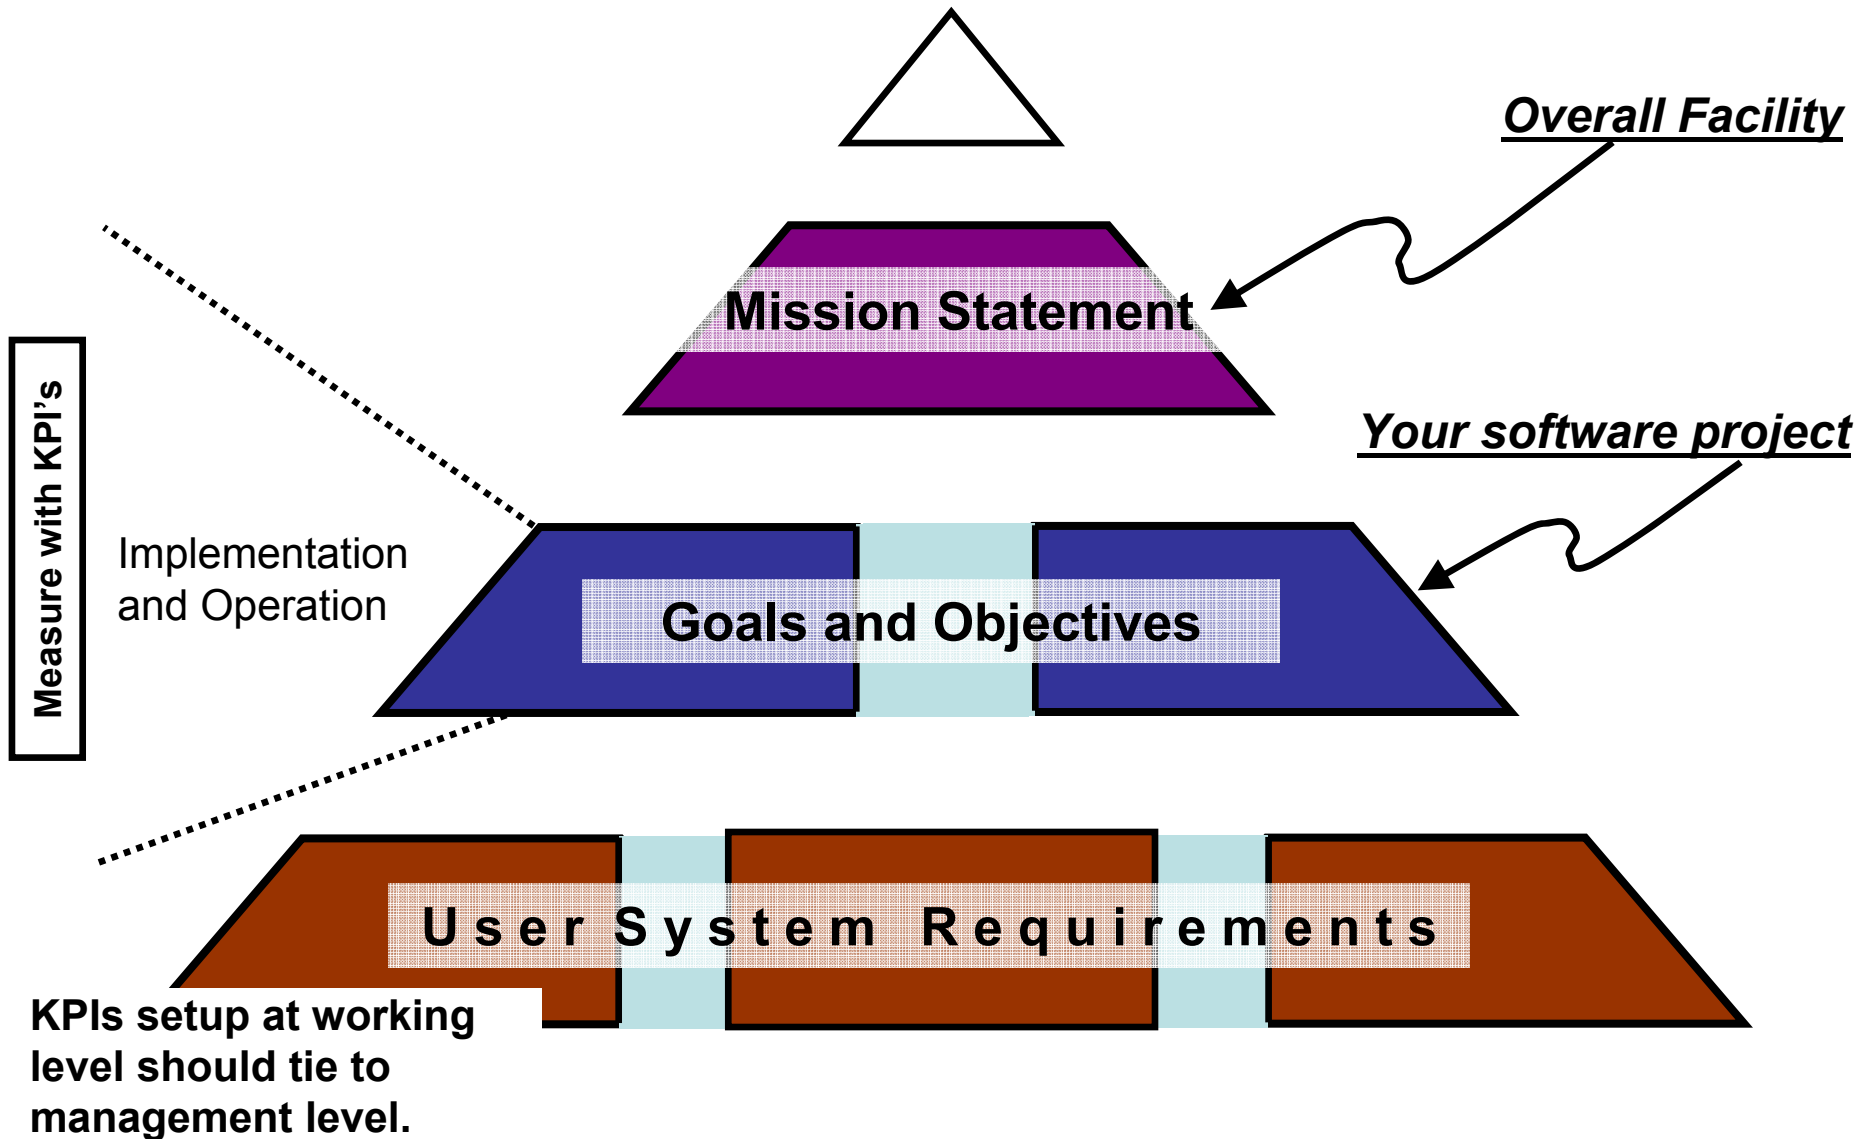 Overall Facility
Mission Statement
Your software project
Measure with KPI's
Implementation
and Operation
Goals and Objectives
User System Requirements
KPIs setup at working
level should tie to
management level.